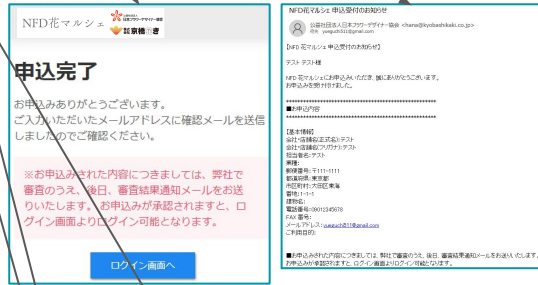 NFD花マルシェ
公益社団法人
日本フラワーデザイナー協会
株式会社京橋白木
申込完了
お申込みありがとうございます。
ご入力いただいたメールアドレスに確認メールを送信
しましたのでご確認ください。
※お申込みされた内容につきましては、弊社で
審査のうえ、後日、審査結果通知メールをお送
りいたします。お申込みが承認されますと、ロ
グイン画面よりログイン可能となります。
ログイン画面へ
NFD花マルシェ 申込受付のお知らせ
公益社団法人日本フラワーデザイナー協会 <hana@kyobashikaki.co.jp>
宛先 yueguchi511@gmail.com
【NFD 花マルシェ 申込受付のお知らせ】
テスト テスト様
NFD 花マルシェにお申込みいただき、誠にありがとうございます。
お申込みを受け付けました。
**************************************************
■お申込内容
**************************************************
【基本情報】
会社・店舗名(正式名):テスト
会社・店舗名(フリガナ):テスト
担当者名:テスト
業種:
郵便番号:〒111-1111
都道府県:東京都
市区町村:大田区東海
番地:1-1-1
建物名:
電話番号:09012345678
FAX 番号:
メールアドレス:yueguchi511@gmail.com
ご利用目的:
■お申込みされた内容につきましては、弊社で審査のうえ、後日、審査結果通知メールをお送りいたします。
お申込みが承認されますと、ログイン画面よりログイン可能となります。